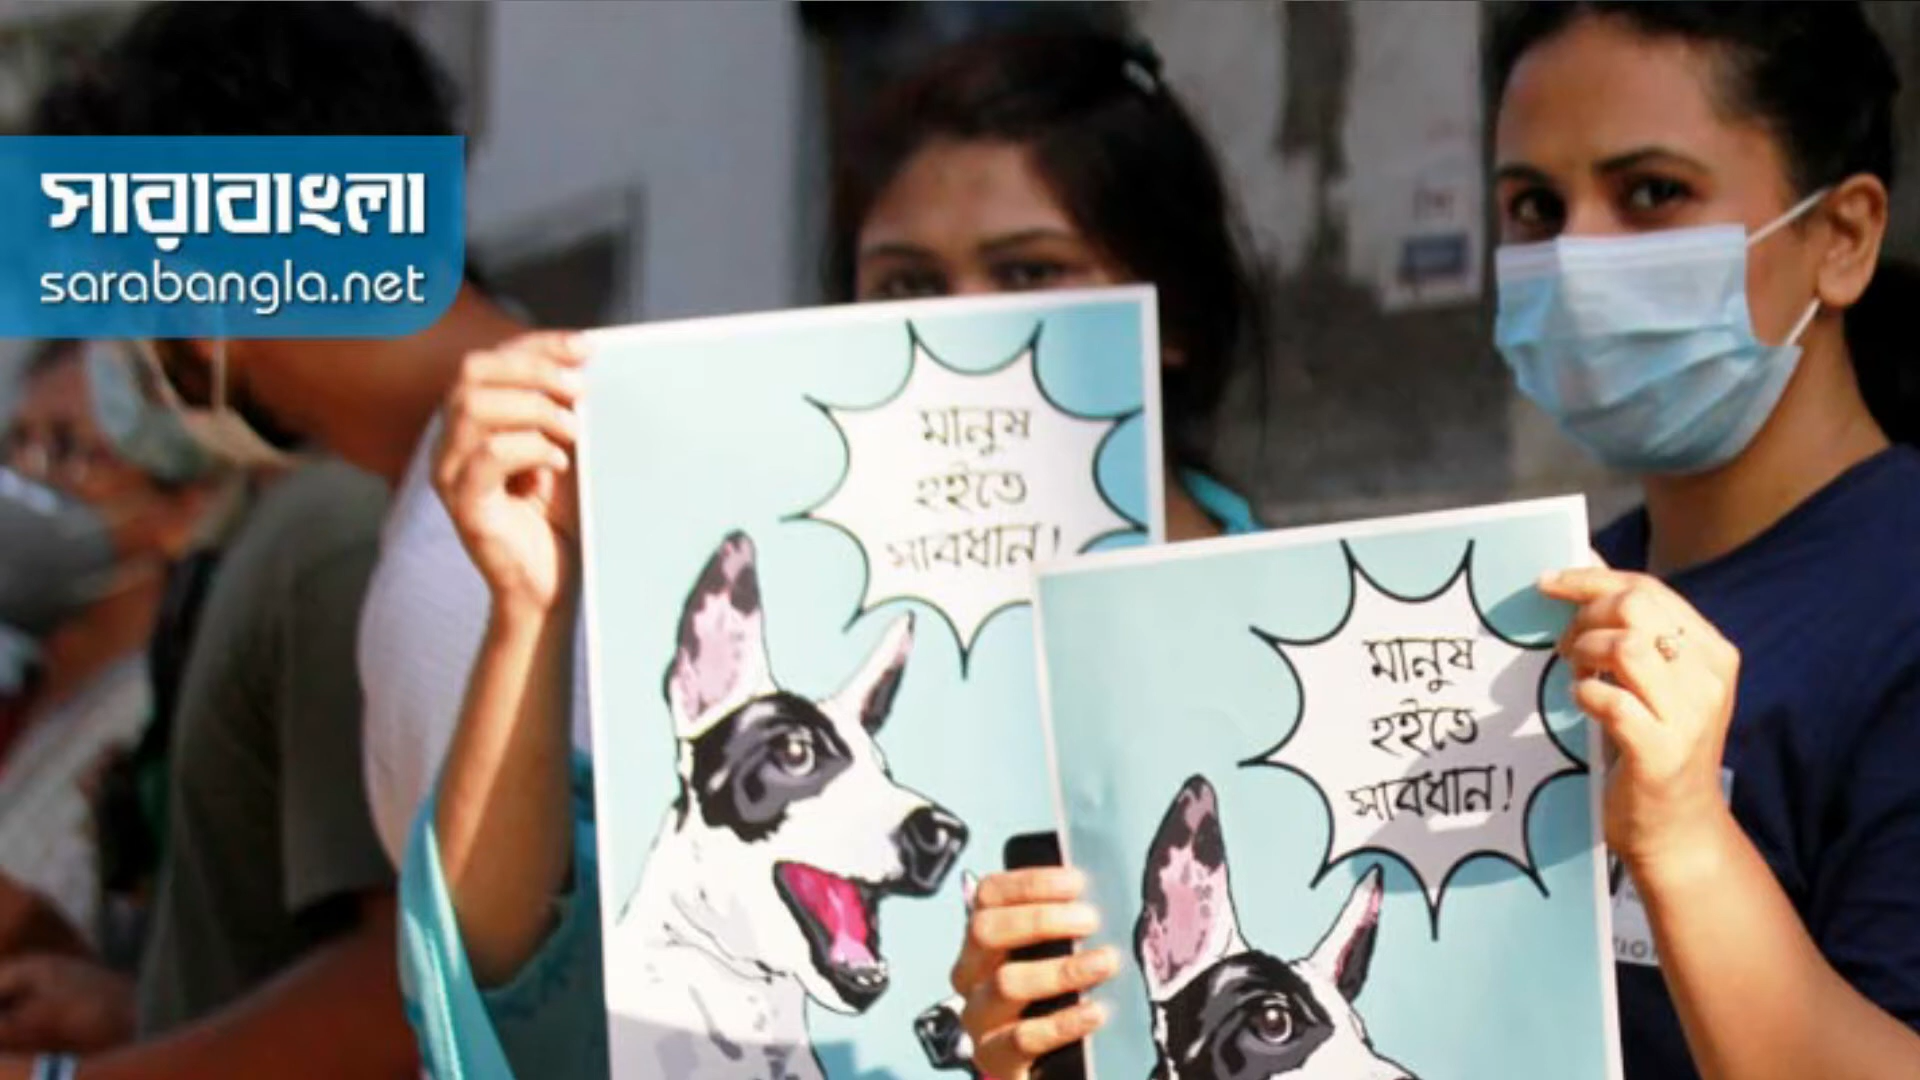 সারাবাংলা
sarabangla.net
মানুষ
হইতে
সাবধান!
মানুষ
হইতে
সাবধান!